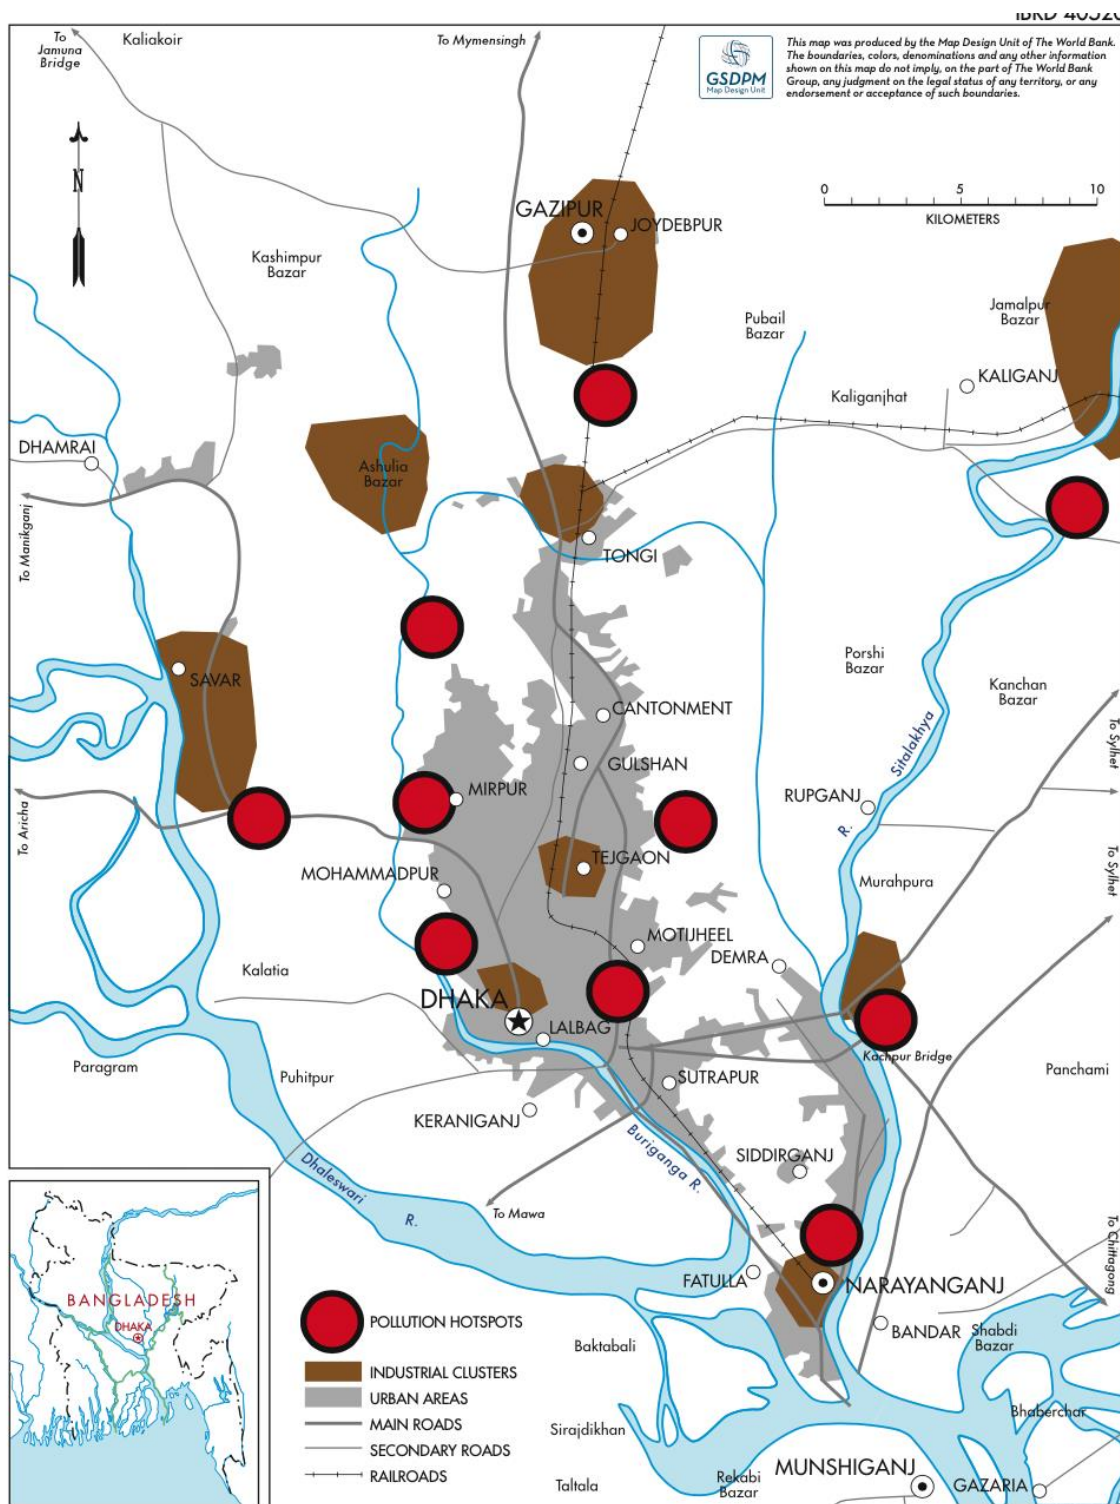 IBRD 40520
To
Jamuna
Bridge
Kaliakoir
To Mymensingh
GSDPM
Map Design Unit
This map was produced by the Map Design Unit of The World Bank.
The boundaries, colors, denominations and any other information
shown on this map do not imply, on the part of The World Bank
Group, any judgment on the legal status of any territory, or any
endorsement or acceptance of such boundaries.
N
0 5 10
KILOMETERS
GAZIPUR
JOYDEBPUR
Kashimpur
Bazar
Pubail
Bazar
Jamalpur
Bazar
KALIGANJ
Kaliganjhat
DHAMRAI
Ashulia
Bazar
To Manikganj
TONGI
Porshi
Bazar
Kanchan
Bazar
SAVAR
CANTONMENT
Sitalakhya
R.
To Sylhet
GULSHAN
MIRPUR
RUPGANJ
To Aricha
TEJGAON
MOHAMMADPUR
Murahpura
To Sylhet
MOTIJHEEL
DEMRA
Kalatia
DHAKA
LALBAG
Kachpur Bridge
Paragram
Puhitpur
SUTRAPUR
Panchami
KERANIGANJ
Buriganga R.
SIDDIRGANJ
Dhaleswari
R.
To Mawa
To Chittagong
FATULLA
NARAYANGANJ
BANGLADESH
DHAKA
BANDAR
Shabdi
Bazar
Baktabali
POLLUTION HOTSPOTS
INDUSTRIAL CLUSTERS
URBAN AREAS
MAIN ROADS
SECONDARY ROADS
RAILROADS
Bhaberchar
Sirajdikhan
MUNSHIGANJ
Taltala
Rekabi
Bazar
GAZARIA